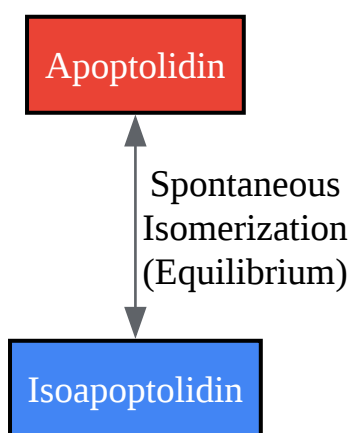 Apoptolidin
Spontaneous
Isomerization
(Equilibrium)
Isoapoptolidin